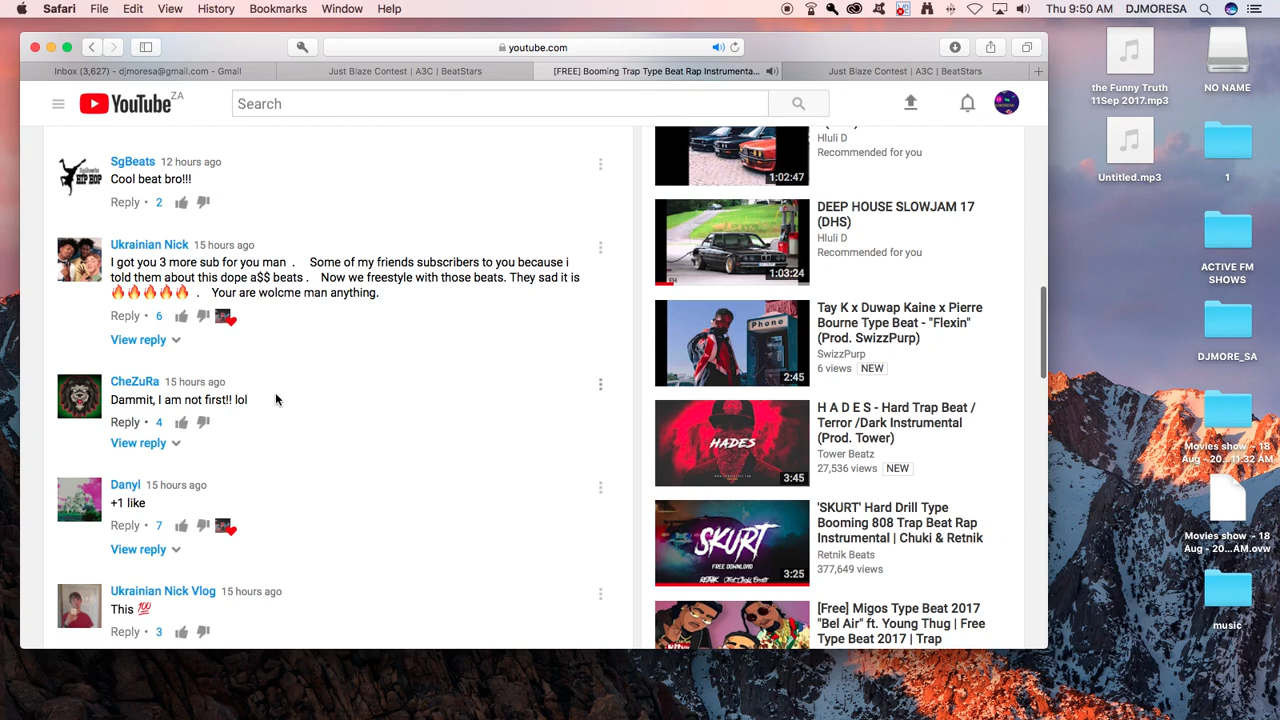 Safari File Edit View History Bookmarks Window Help
Thu 9:50 AM DJMORESA
youtube.com
Inbox (3,627) - djmoresa@gmail.com - Gmail
Just Blaze Contest | A3C | BeatStars
[FREE] Booming Trap Type Beat Rap Instrumenta...
Just Blaze Contest | A3C | BeatStars
YouTube ZA
Search
SgBeats 12 hours ago
Cool beat bro!!!
Reply • 2
Ukrainian Nick 15 hours ago
I got you 3 more sub for you man . Some of my friends subscribers to you because i
told them about this dope a$$ beats . Now we freestyle with those beats. They sad it is
🔥🔥🔥🔥🔥 . Your are wolcme man anything.
Reply • 6
View reply
CheZuRa 15 hours ago
Dammit, I am not first!! lol
Reply • 4
View reply
Danyl 15 hours ago
+1 like
Reply • 7
View reply
Ukrainian Nick Vlog 15 hours ago
This 💯
Reply • 3
Hluli D
Recommended for you
1:02:47
DEEP HOUSE SLOWJAM 17
(DHS)
Hluli D
Recommended for you
1:03:24
Phone
Tay K x Duwap Kaine x Pierre
Bourne Type Beat - "Flexin"
(Prod. SwizzPurp)
SwizzPurp
6 views NEW
2:45
HADES
H A D E S - Hard Trap Beat /
Terror /Dark Instrumental
(Prod. Tower)
Tower Beatz
27,536 views NEW
3:45
SKURT
FREE DOWNLOAD
'SKURT' Hard Drill Type
Booming 808 Trap Beat Rap
Instrumental | Chuki & Retnik
Retnik Beats
377,649 views
3:25
[Free] Migos Type Beat 2017
"Bel Air" ft. Young Thug | Free
Type Beat 2017 | Trap
the Funny Truth
11Sep 2017.mp3
NO NAME
Untitled.mp3
1
ACTIVE FM
SHOWS
DJMORE_SA
Movies show – 18
Aug - 20...11:32 AM
Movies show – 18
Aug - 20...AM.ovw
music